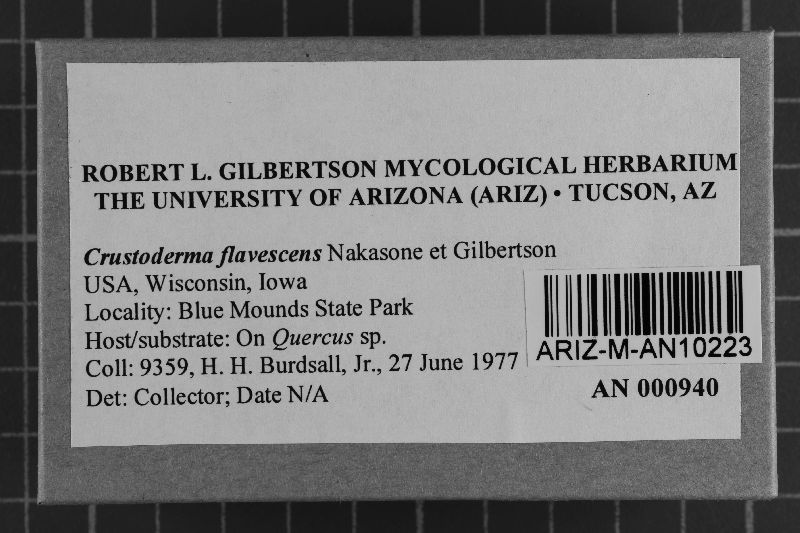 ROBERT L. GILBERTSON MYCOLOGICAL HERBARIUM
THE UNIVERSITY OF ARIZONA (ARIZ) • TUCSON, AZ
Crustoderma flavescens Nakasone et Gilbertson
USA, Wisconsin, Iowa
Locality: Blue Mounds State Park
Host/substrate: On Quercus sp.
Coll: 9359, H. H. Burdsall, Jr., 27 June 1977
Det: Collector; Date N/A
ARIZ-M-AN10223
AN 000940